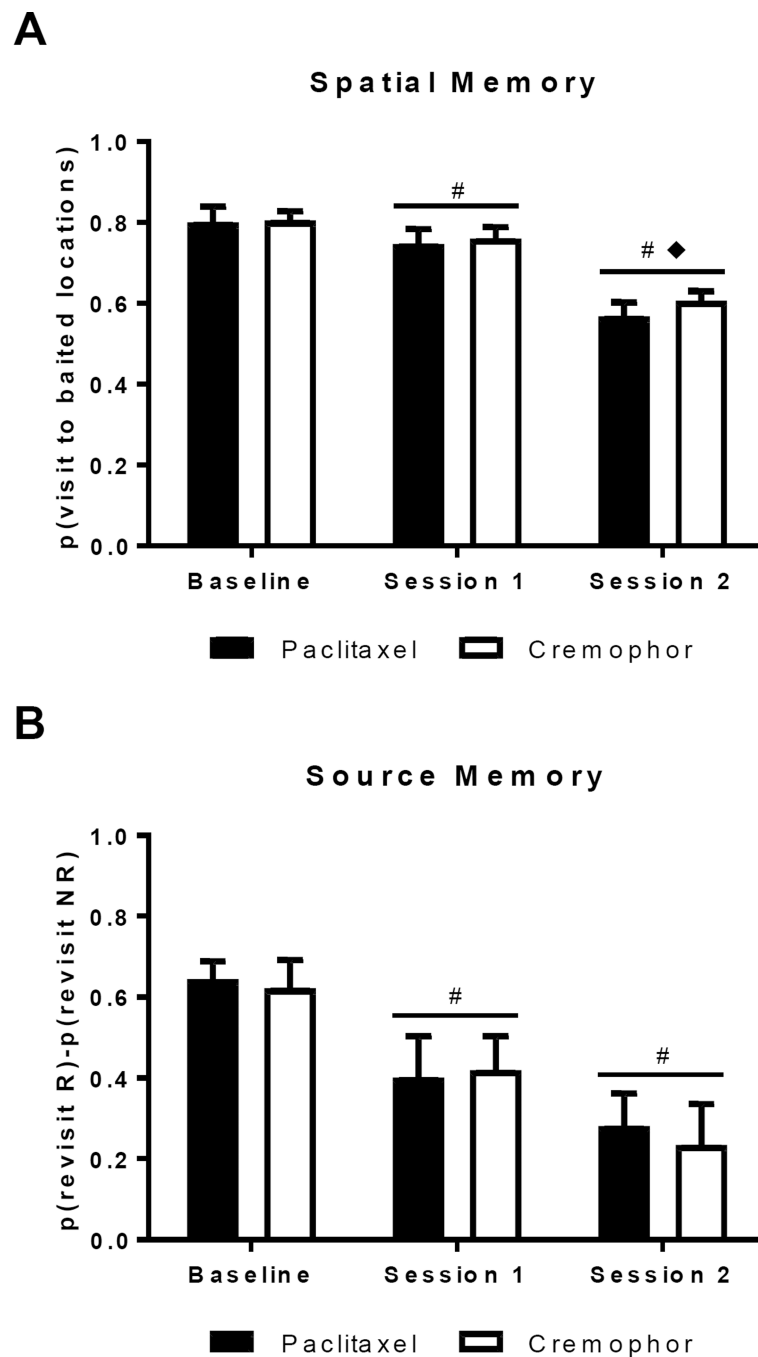 A
Spatial Memory
p(visit to baited locations)
1.0
0.8
0.6
0.4
0.2
0.0
#
# ◆
Baseline
Session 1
Session 2
Paclitaxel
Cremophor
B
Source Memory
p(revisit R)-p(revisit NR)
1.0
0.8
0.6
0.4
0.2
0.0
#
#
Baseline
Session 1
Session 2
Paclitaxel
Cremophor